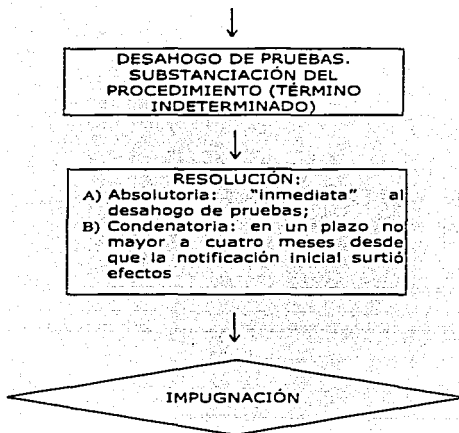 DESAHOGO DE PRUEBAS.
SUBSTANCIACIÓN DEL
PROCEDIMIENTO (TÉRMINO
INDETERMINADO)
RESOLUCIÓN:
A) Absolutoria: "inmediata" al
desahogo de pruebas;
B) Condenatoria: en un plazo no
mayor a cuatro meses desde
que la notificación inicial surtió
efectos
IMPUGNACIÓN